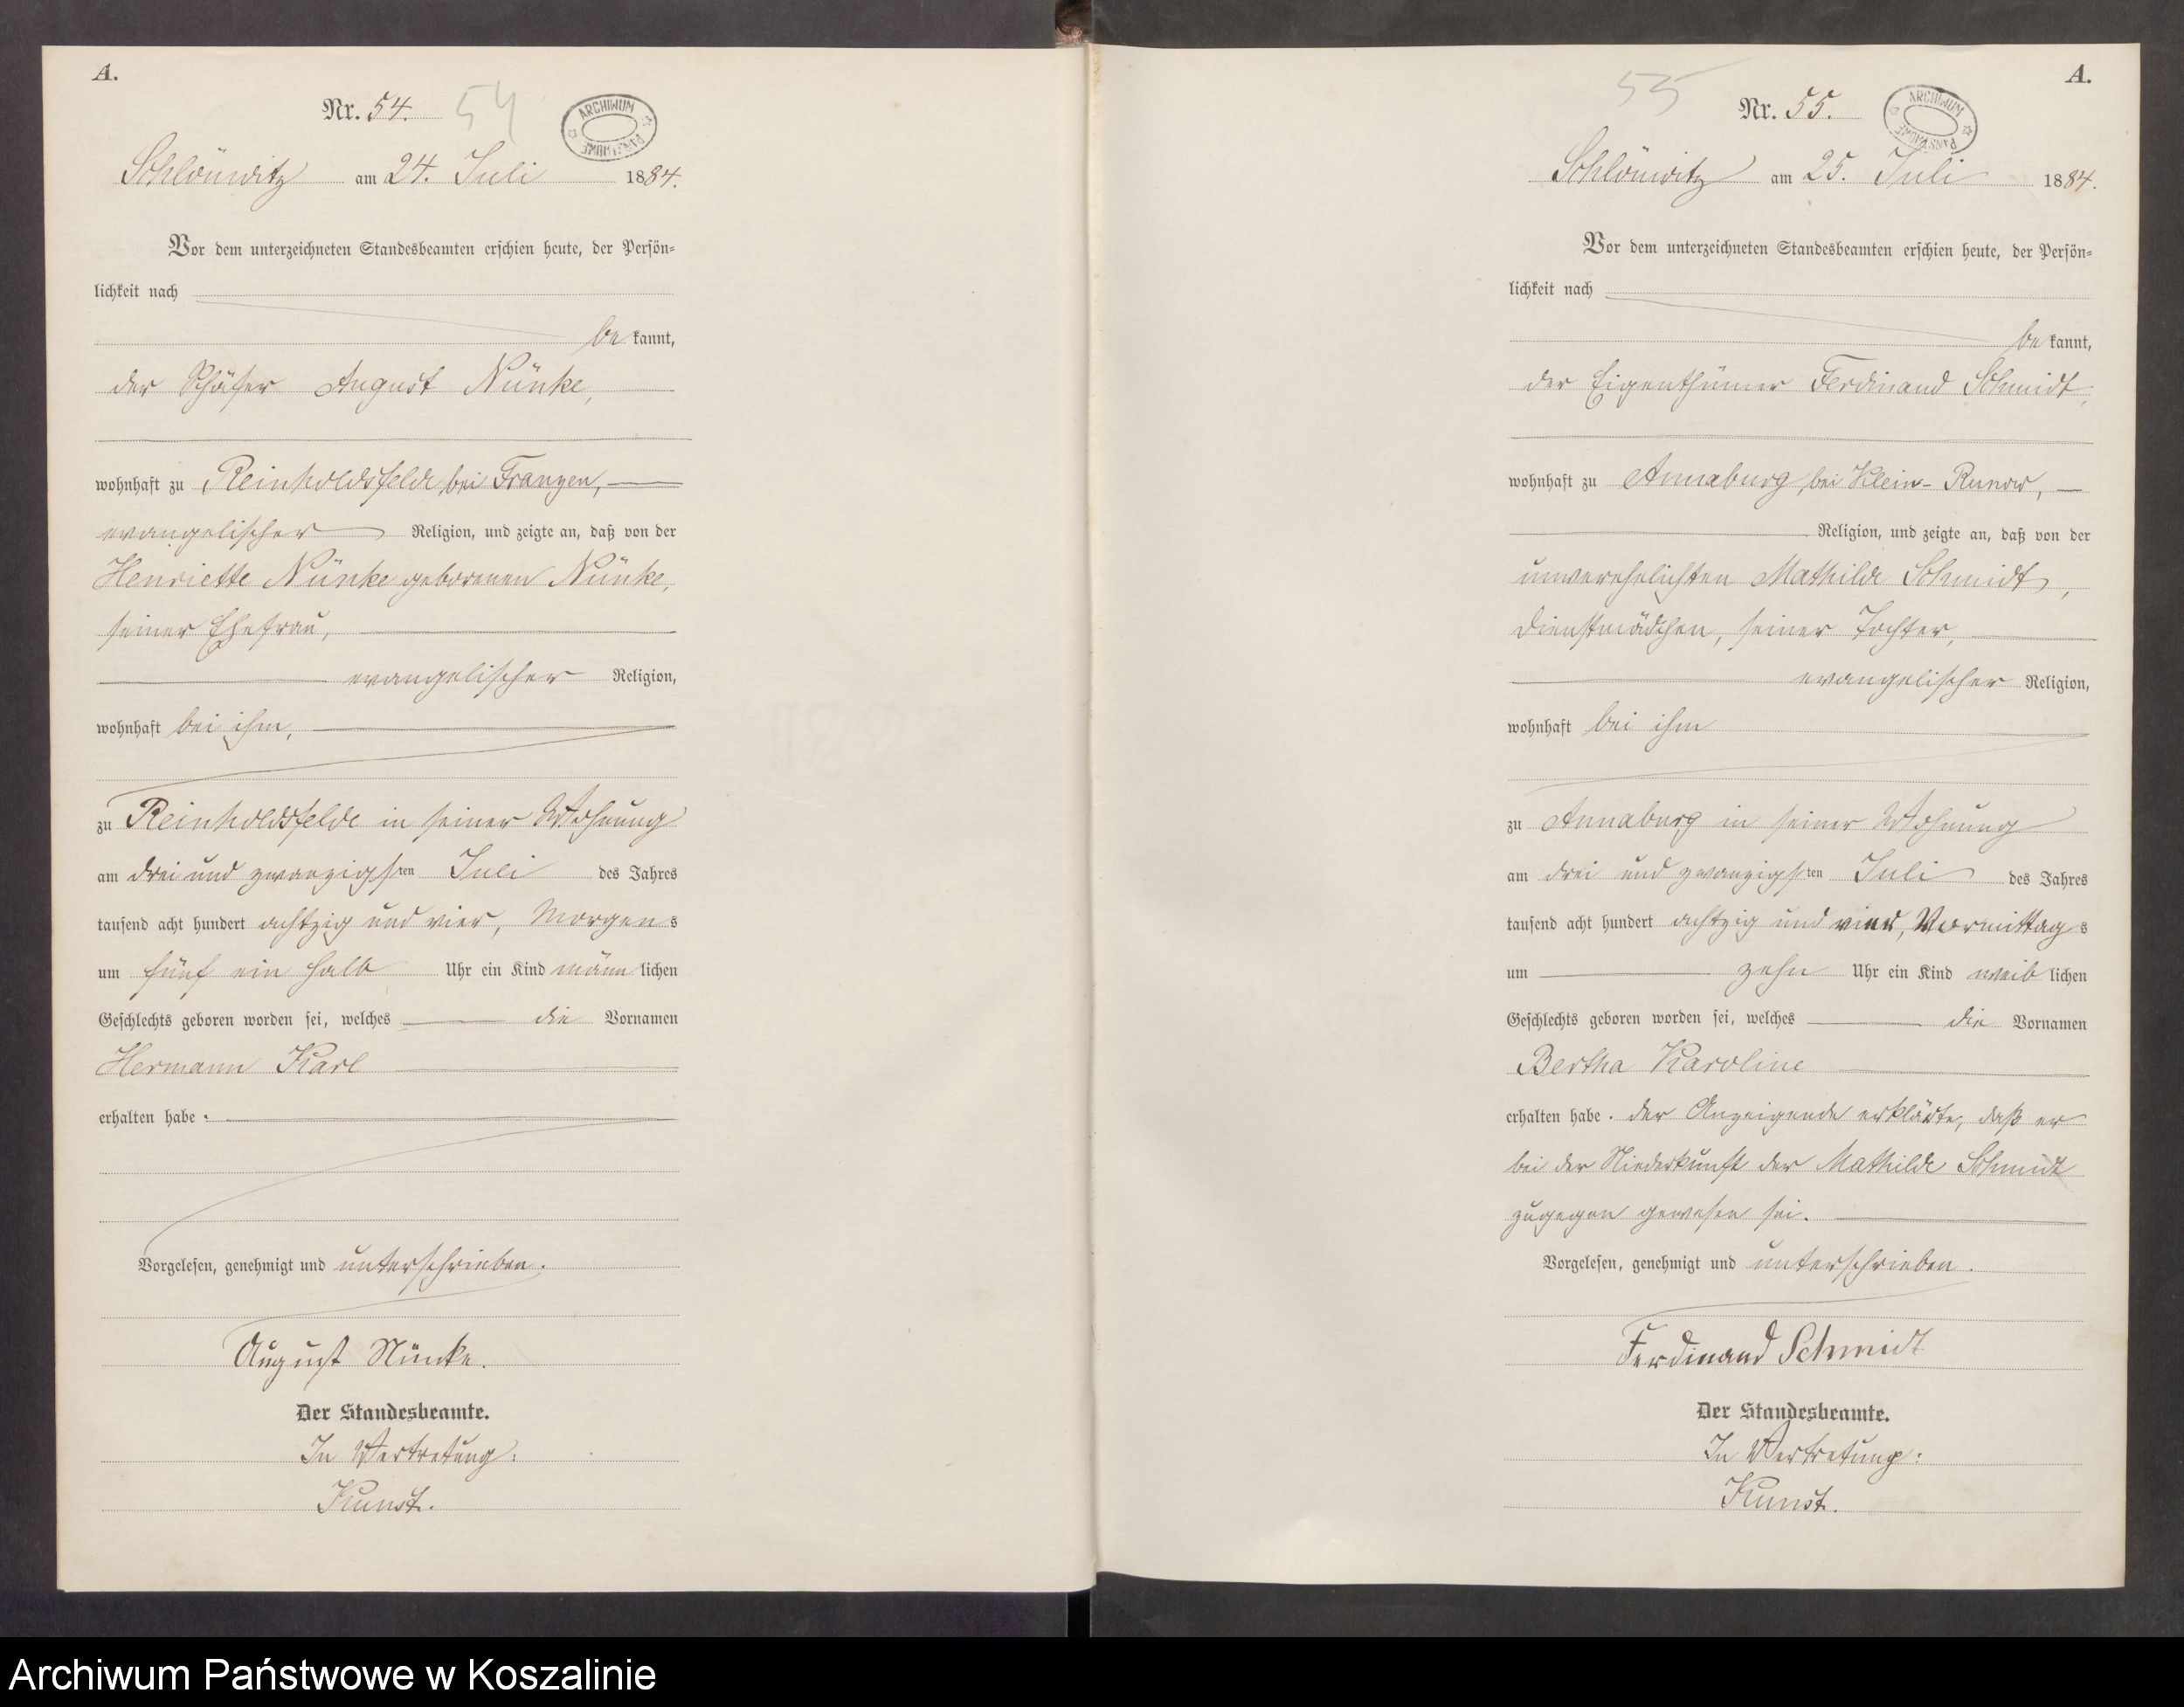 A.
Nr. 54.
54
ARCHIWUM PAŃSTWOWE
Schlönwitz am 24. Juli 1884.
Vor dem unterzeichneten Standesbeamten erschien heute, der Persön-
lichkeit nach
be kannt,
der Schäfer August Nünke,
wohnhaft zu Reinholdsfelde bei Franzen,
evangelischer Religion, und zeigte an, daß von der
Henriette Nünke geborenen Nünke,
seiner Ehefrau,
evangelischer Religion,
wohnhaft bei ihm,
zu Reinholdsfelde in seiner Wohnung
am drei und zwanzigsten Juli des Jahres
tausend acht hundert achtzig und vier, Morgens
um fünf ein halb Uhr ein Kind männlichen
Geschlechts geboren worden sei, welches die Vornamen
Hermann Karl
erhalten habe.
Vorgelesen, genehmigt und unterschrieben.
August Nünke.
Der Standesbeamte.
In Vertretung:
Kunst.
A.
55
Nr. 55.
ARCHIWUM PAŃSTWOWE
Schlönwitz am 25. Juli 1884.
Vor dem unterzeichneten Standesbeamten erschien heute, der Persön-
lichkeit nach
be kannt,
der Eigenthümer Ferdinand Schmidt,
wohnhaft zu Annaburg, bei Klein-Runow,
Religion, und zeigte an, daß von der
unverehelichten Mathilde Schmidt,
Dienstmädchen, seiner Tochter,
evangelischer Religion,
wohnhaft bei ihm
zu Annaburg in seiner Wohnung
am drei und zwanzigsten Juli des Jahres
tausend acht hundert achtzig und vier, Vormittags
um zehn Uhr ein Kind weiblichen
Geschlechts geboren worden sei, welches die Vornamen
Bertha Karoline
erhalten habe. Der Anzeigende erklärte, daß er
bei der Niederkunft der Mathilde Schmidt
zugegen gewesen sei.
Vorgelesen, genehmigt und unterschrieben.
Ferdinand Schmidt
Der Standesbeamte.
In Vertretung:
Kunst.
Archiwum Państwowe w Koszalinie